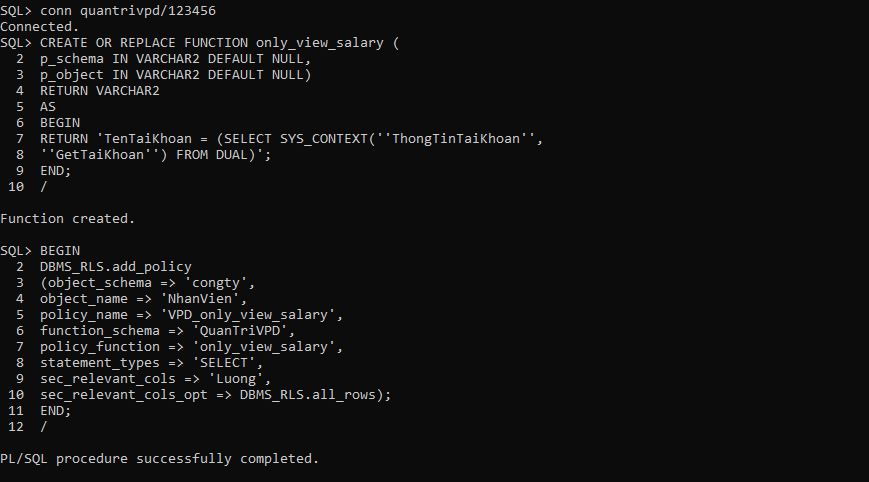 SQL> conn quantrivpd/123456
Connected.
SQL> CREATE OR REPLACE FUNCTION only_view_salary (
  2  p_schema IN VARCHAR2 DEFAULT NULL,
  3  p_object IN VARCHAR2 DEFAULT NULL)
  4  RETURN VARCHAR2
  5  AS
  6  BEGIN
  7  RETURN 'TenTaiKhoan = (SELECT SYS_CONTEXT(''ThongTinTaiKhoan'',
  8  ''GetTaiKhoan'') FROM DUAL)';
  9  END;
 10  /
Function created.
SQL> BEGIN
  2  DBMS_RLS.add_policy
  3  (object_schema => 'congty',
  4  object_name => 'NhanVien',
  5  policy_name => 'VPD_only_view_salary',
  6  function_schema => 'QuanTriVPD',
  7  policy_function => 'only_view_salary',
  8  statement_types => 'SELECT',
  9  sec_relevant_cols => 'Luong',
 10  sec_relevant_cols_opt => DBMS_RLS.all_rows);
 11  END;
 12  /
PL/SQL procedure successfully completed.